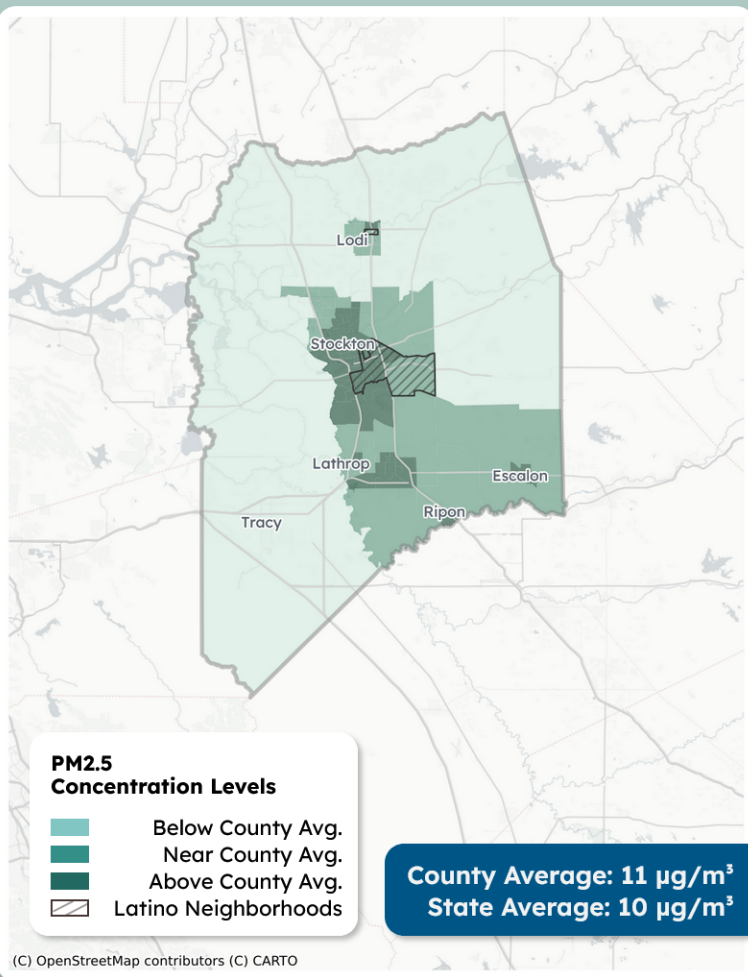 Lodi
Stockton
Lathrop
Escalon
Ripon
Tracy
PM2.5
Concentration Levels
Below County Avg.
Near County Avg.
Above County Avg.
Latino Neighborhoods
County Average: 11 µg/m³
State Average: 10 µg/m³
(C) OpenStreetMap contributors (C) CARTO